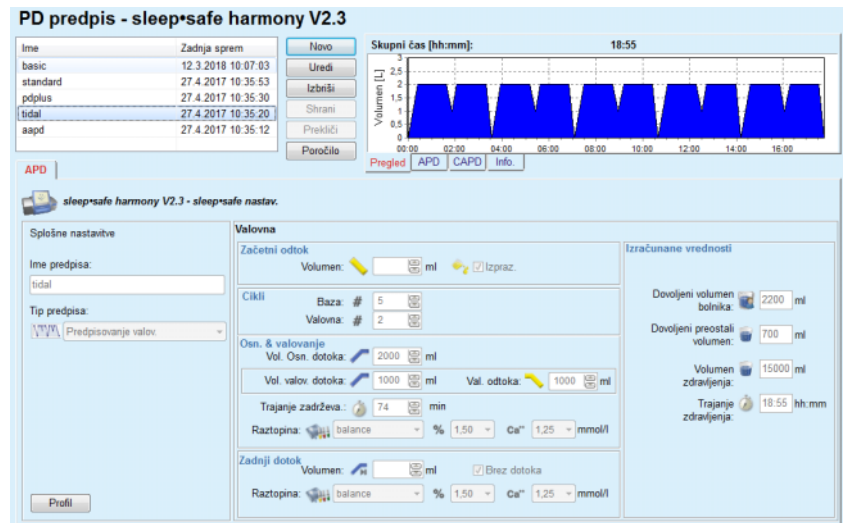 PD predpis - sleep•safe harmony V2.3
Ime Zadnja sprem
basic 12.3.2018 10:07:03
standard 27.4.2017 10:35:53
pdplus 27.4.2017 10:35:30
tidal 27.4.2017 10:35:20
aapd 27.4.2017 10:35:12
Novo
Uredi
Izbriši
Shrani
Prekliči
Poročilo
Skupni čas [hh:mm]: 18:55
Volumen [L]
3
2,5
2
1,5
1
0,5
0
00:00 02:00 04:00 06:00 08:00 10:00 12:00 14:00 16:00
Pregled APD CAPD Info.
APD
sleep•safe harmony V2.3 - sleep•safe nastav.
Splošne nastavitve
Ime predpisa:
tidal
Tip predpisa:
Predpisovanje valov.
Profil
Valovna
Začetni odtok
Volumen: ml Izpraz.
Cikli
Baza: # 5
Valovna: # 2
Osn. & valovanje
Vol. Osn. dotoka: 2000 ml
Vol. valov. dotoka: 1000 ml Val. odtoka: 1000 ml
Trajanje zadrževa.: 74 min
Raztopina: balance % 1,50 Ca⁺⁺ 1,25 mmol/l
Zadnji dotok
Volumen: ml Brez dotoka
Raztopina: balance % 1,50 Ca⁺⁺ 1,25 mmol/l
Izračunane vrednosti
Dovoljeni volumen
bolnika: 2200 ml
Dovoljeni preostali
volumen: 700 ml
Volumen
zdravljenja: 15000 ml
Trajanje
zdravljenja: 18:55 hh:mm